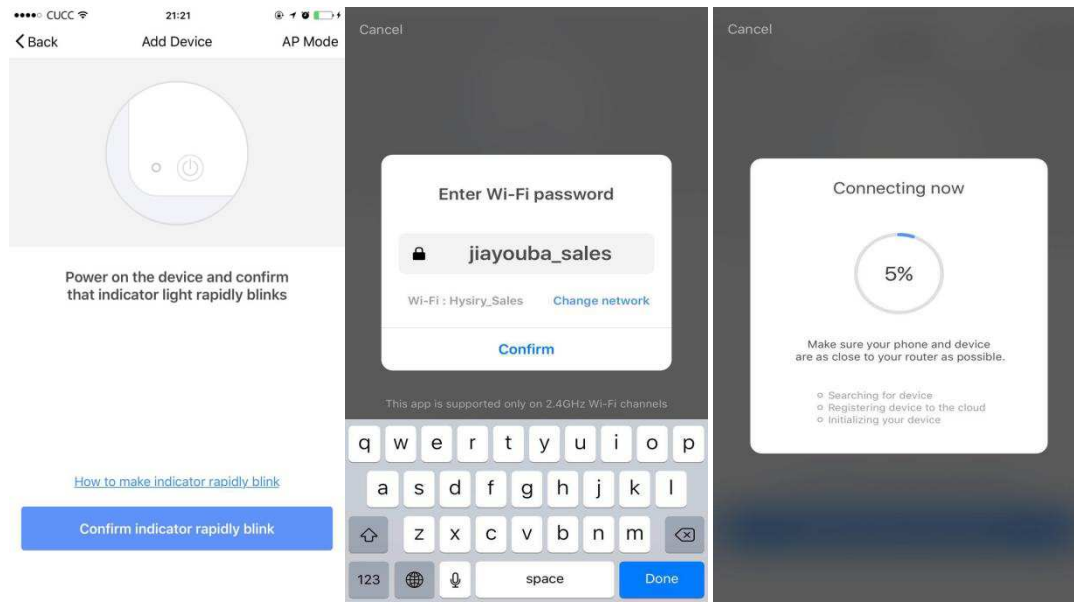 CUCC 21:21
Back Add Device AP Mode
Power on the device and confirm
that indicator light rapidly blinks
How to make indicator rapidly blink
Confirm indicator rapidly blink
Cancel
Enter Wi-Fi password
jiayouba_sales
Wi-Fi : Hysiry_Sales Change network
Confirm
This app is supported only on 2.4GHz Wi-Fi channels
q w e r t y u i o p
a s d f g h j k l
z x c v b n m
123 space Done
Cancel
Connecting now
5%
Make sure your phone and device
are as close to your router as possible.
Searching for device
Registering device to the cloud
Initializing your device